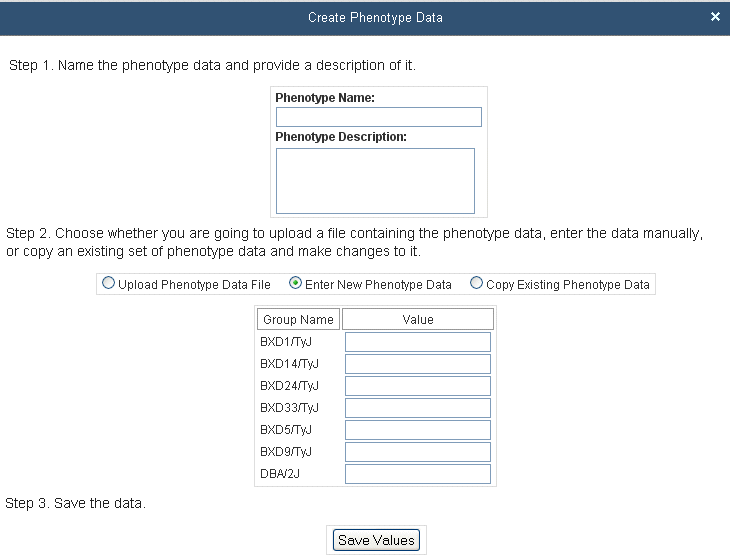 Create Phenotype Data ×
Step 1. Name the phenotype data and provide a description of it.
Phenotype Name:
Phenotype Description:
Step 2. Choose whether you are going to upload a file containing the phenotype data, enter the data manually,
or copy an existing set of phenotype data and make changes to it.
Upload Phenotype Data File Enter New Phenotype Data Copy Existing Phenotype Data
Group Name Value
BXD1/TyJ
BXD14/TyJ
BXD24/TyJ
BXD33/TyJ
BXD5/TyJ
BXD9/TyJ
DBA/2J
Step 3. Save the data.
Save Values